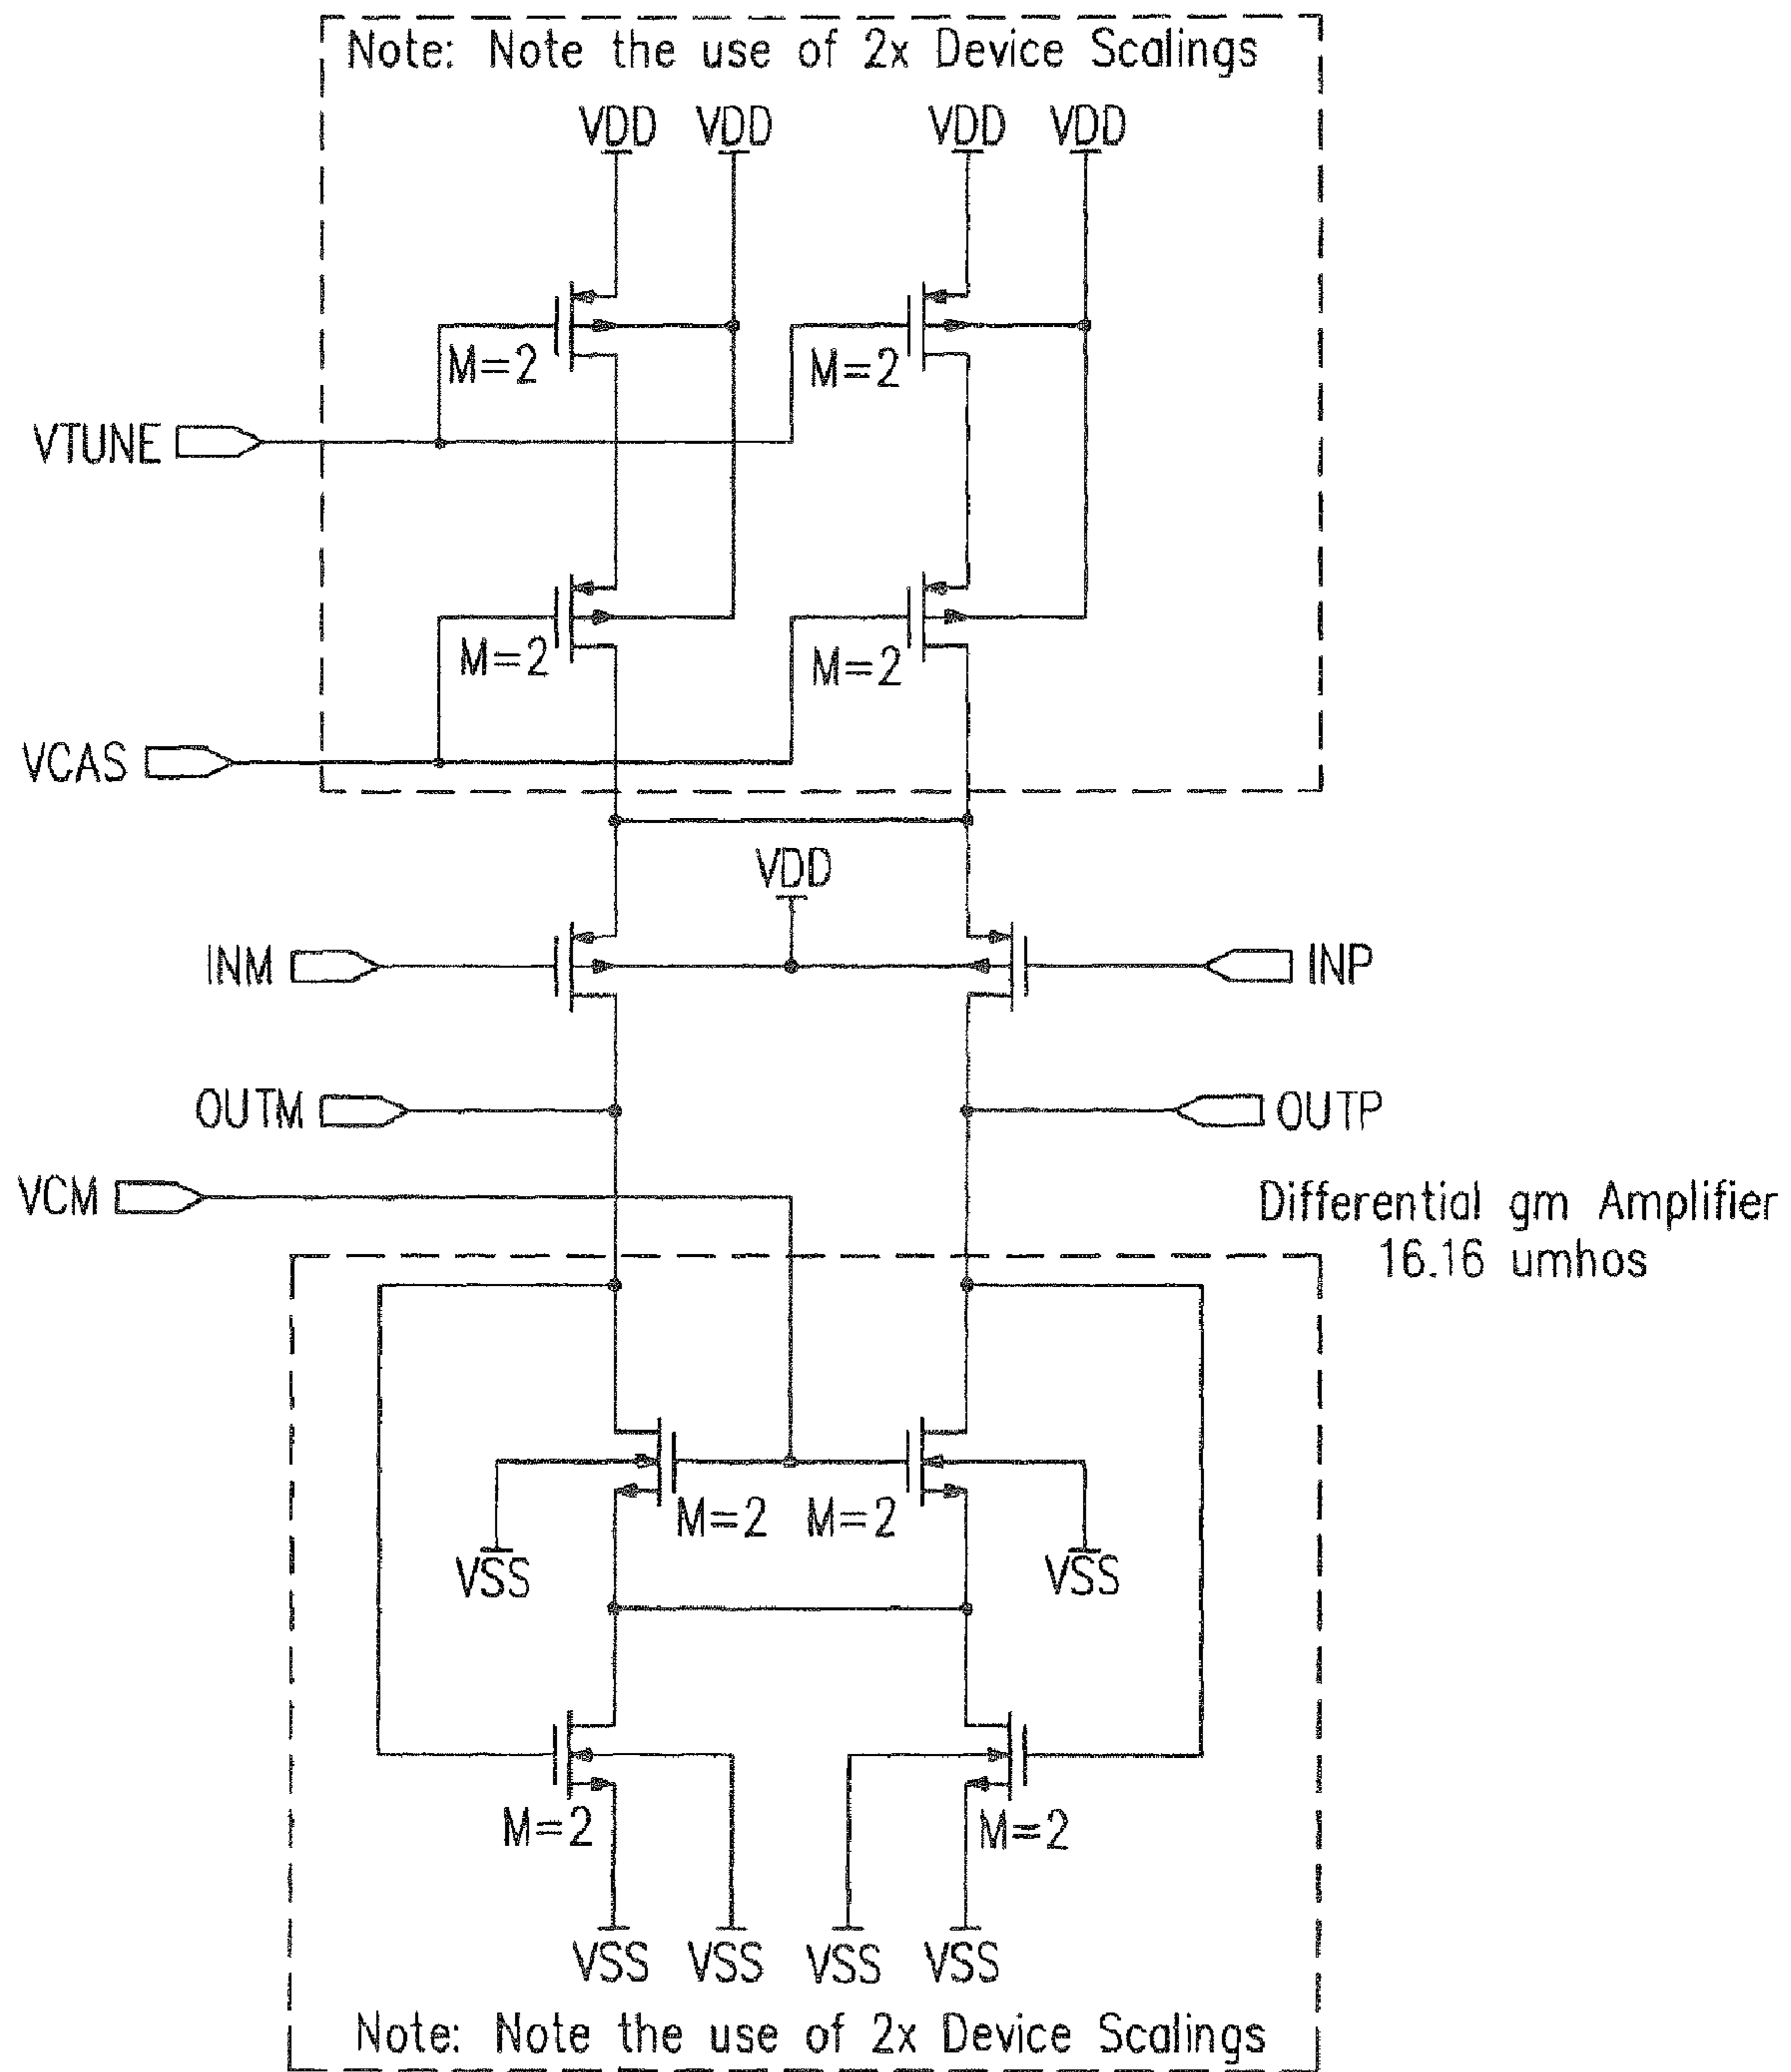 Note: Note the use of 2x Device Scalings
VDD VDD VDD VDD
M=2 M=2
VTUNE
M=2 M=2
VCAS
VDD
INM INP
OUTM OUTP
VCM
Differential gm Amplifier
16.16 umhos
M=2 M=2
VSS VSS
M=2 M=2
VSS VSS VSS VSS
Note: Note the use of 2x Device Scalings